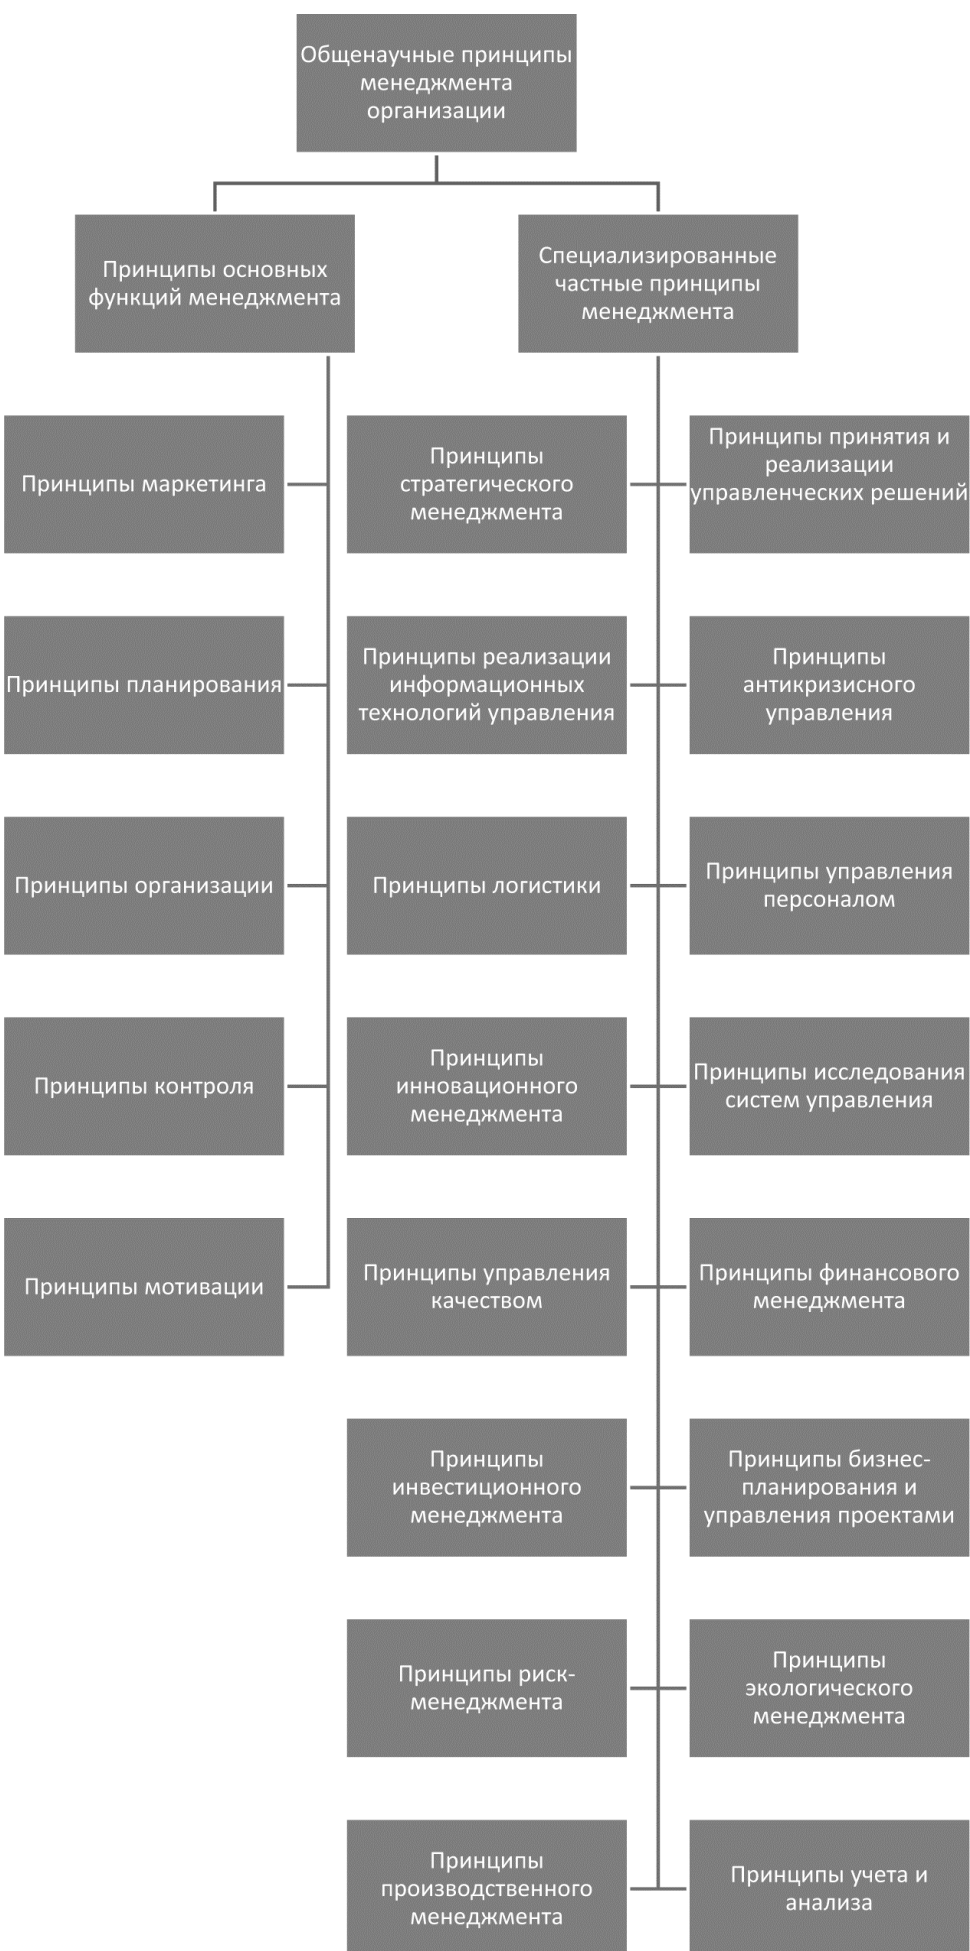 Общенаучные принципы
менеджмента
организации
Принципы основных
функций менеджмента
Специализированные
частные принципы
менеджмента
Принципы маркетинга
Принципы
стратегического
менеджмента
Принципы принятия и
реализации
управленческих решений
Принципы планирования
Принципы реализации
информационных
технологий управления
Принципы
антикризисного
управления
Принципы организации
Принципы логистики
Принципы управления
персоналом
Принципы контроля
Принципы
инновационного
менеджмента
Принципы исследования
систем управления
Принципы мотивации
Принципы управления
качеством
Принципы финансового
менеджмента
Принципы
инвестиционного
менеджмента
Принципы бизнес-
планирования и
управления проектами
Принципы риск-
менеджмента
Принципы
экологического
менеджмента
Принципы
производственного
менеджмента
Принципы учета и
анализа